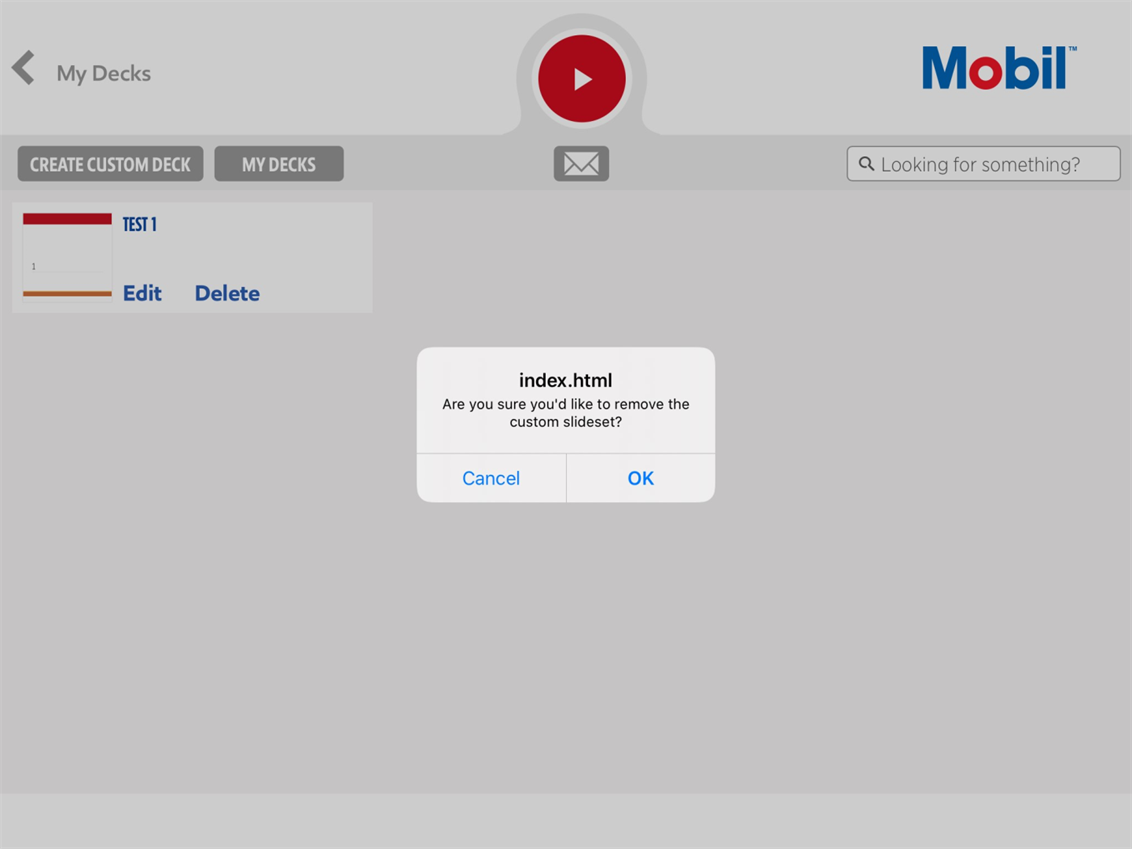 My Decks
Mobil™
CREATE CUSTOM DECK
MY DECKS
Looking for something?
TEST 1
1
Edit
Delete
index.html
Are you sure you'd like to remove the
custom slideset?
Cancel
OK